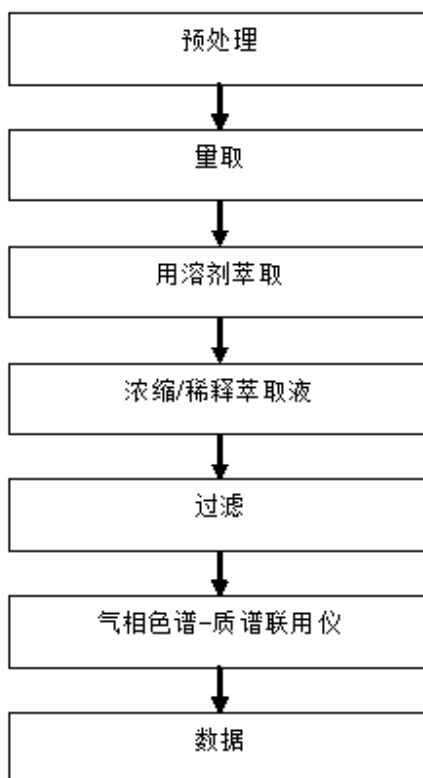 预处理
量取
用溶剂萃取
浓缩/稀释萃取液
过滤
气相色谱-质谱联用仪
数据